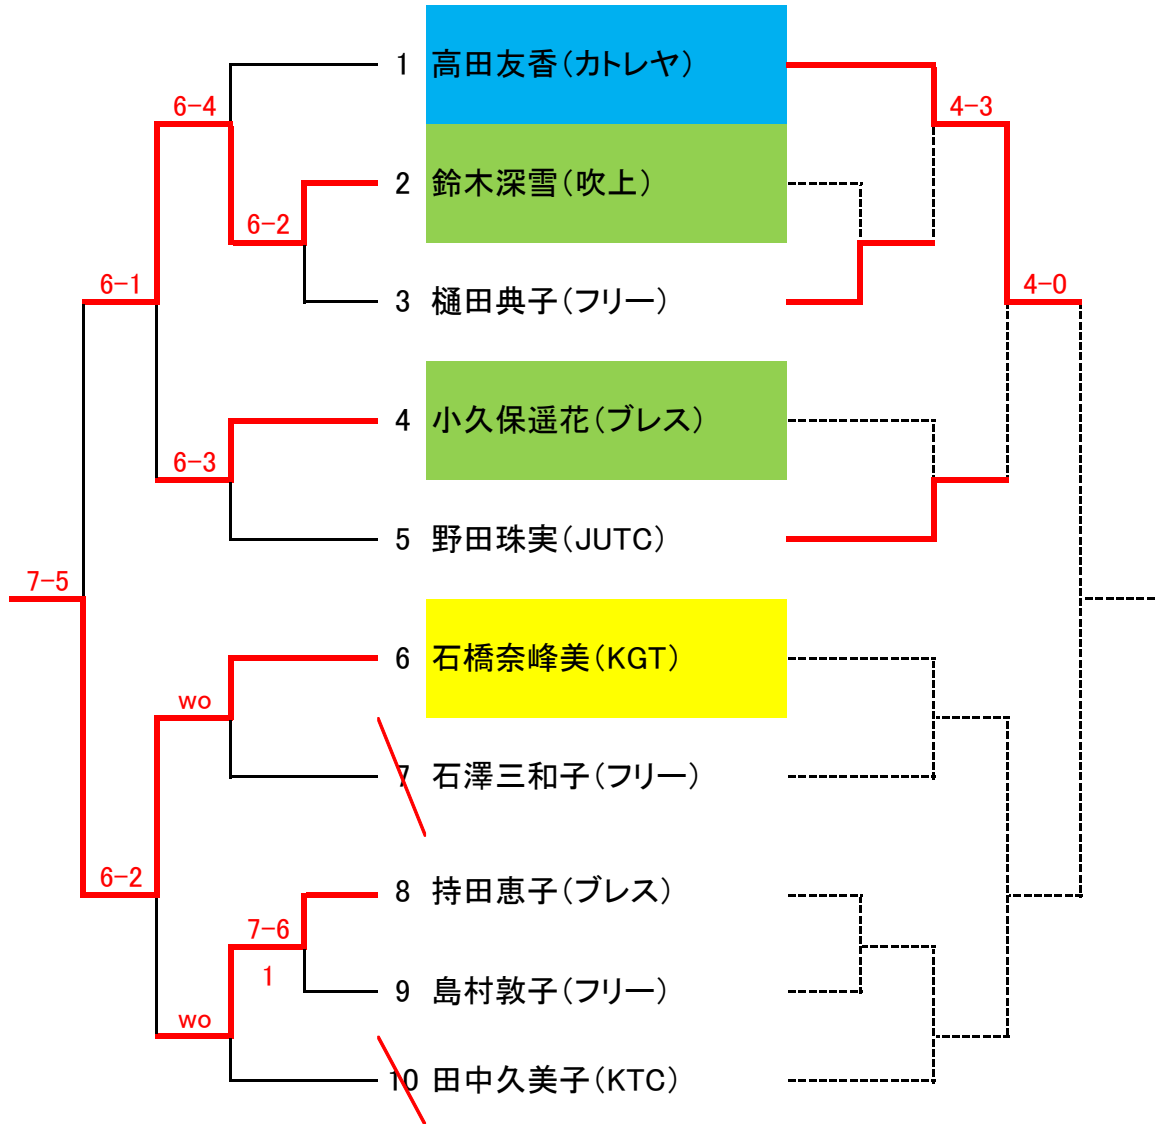 1 高田友香(カトレヤ)
6-4 4-3
2 鈴木深雪(吹上)
6-2
6-1 3 樋田典子(フリー) 4-0
4 小久保遥花(ブレス)
6-3
5 野田珠実(JUTC)
7-5
6 石橋奈峰美(KGT)
wo
7 石澤三和子(フリー)
6-2 8 持田恵子(ブレス)
7-6
1
9 島村敦子(フリー)
wo
10 田中久美子(KTC)